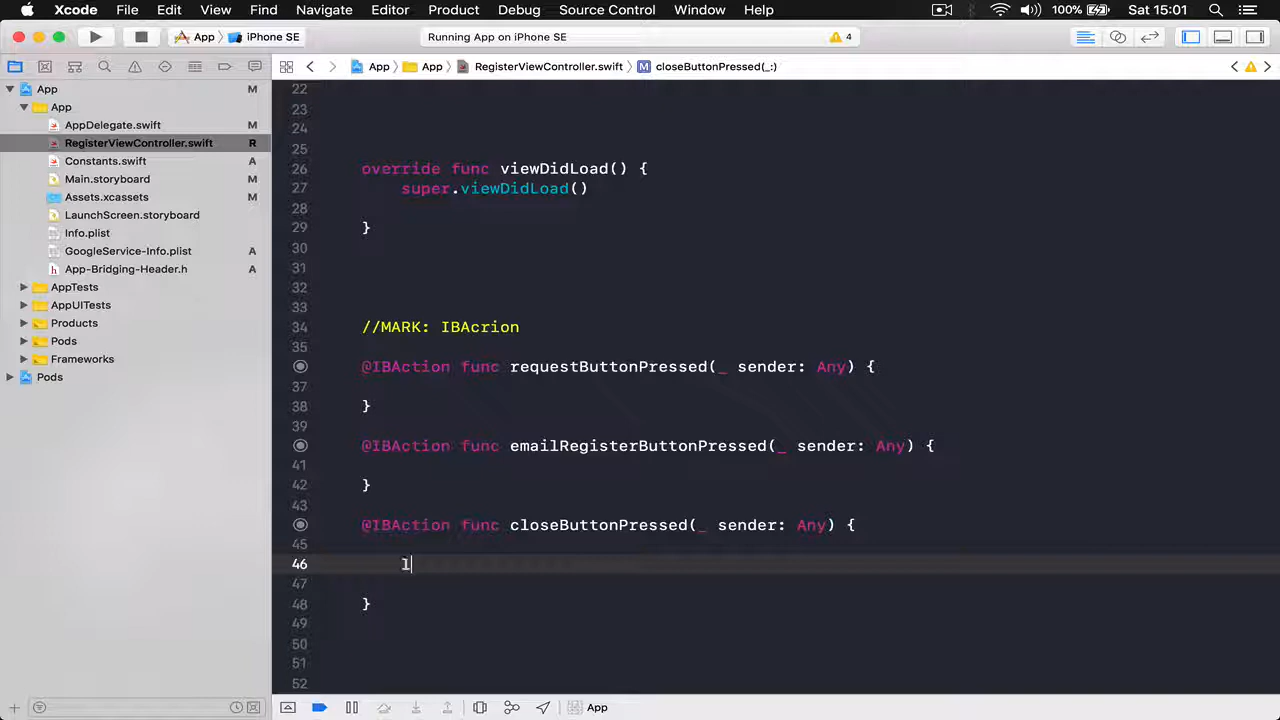 Xcode File Edit View Find Navigate Editor Product Debug Source Control Window Help 100% Sat 15:01
App iPhone SE Running App on iPhone SE 4
App App RegisterViewController.swift M closeButtonPressed(_:)
App M
App
AppDelegate.swift M
RegisterViewController.swift R
Constants.swift A
Main.storyboard M
Assets.xcassets M
LaunchScreen.storyboard
Info.plist
GoogleService-Info.plist A
App-Bridging-Header.h A
AppTests
AppUITests
Products
Pods
Frameworks
Pods
22
23
24
25
26 override func viewDidLoad() {
27 super.viewDidLoad()
28
29 }
30
31
32
33
34 //MARK: IBAcrion
35
@IBAction func requestButtonPressed(_ sender: Any) {
37
38 }
39
@IBAction func emailRegisterButtonPressed(_ sender: Any) {
41
42 }
43
@IBAction func closeButtonPressed(_ sender: Any) {
45
46 l
47
48 }
49
50
51
52
App